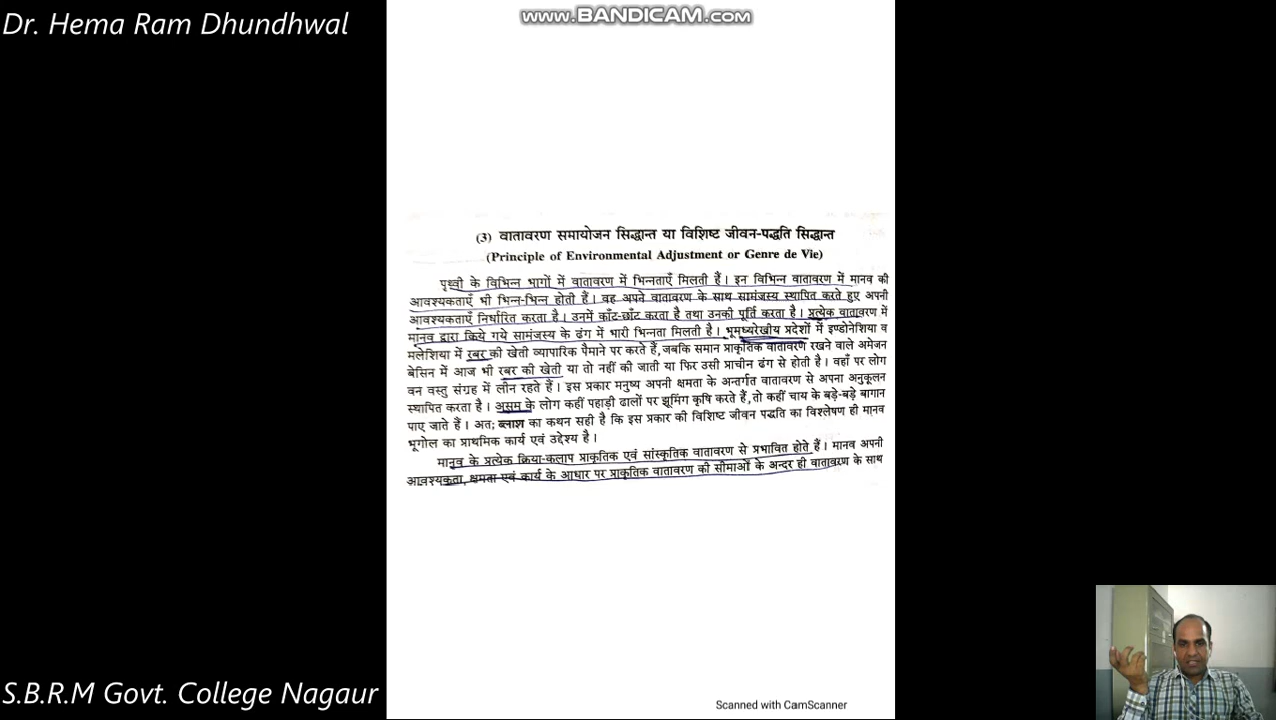 Dr. Hema Ram Dhundhwal
www.BANDICAM.com
(3) वातावरण समायोजन सिद्धान्त या विशिष्ट जीवन-पद्धति सिद्धान्त
(Principle of Environmental Adjustment or Genre de Vie)
पृथ्वी के विभिन्न भागों में वातावरण में भिन्नताएँ मिलती हैं। इन विभिन्न वातावरण में मानव की
आवश्यकताएँ भी भिन्न-भिन्न होती हैं। वह अपने वातावरण के साथ सामंजस्य स्थापित करते हुए अपनी
आवश्यकताएँ निर्धारित करता है। उनमें काँट-छाँट करता है तथा उनकी पूर्ति करता है। प्रत्येक वातावरण में
मानव द्वारा किये गये सामंजस्य के ढंग में भारी भिन्नता मिलती है। भूमध्यरेखीय प्रदेशों में इण्डोनेशिया व
मलेशिया में रबर की खेती व्यापारिक पैमाने पर करते हैं, जबकि समान प्राकृतिक वातावरण रखने वाले अमेजन
बेसिन में आज भी रबर की खेती या तो नहीं की जाती या फिर उसी प्राचीन ढंग से होती है। वहाँ पर लोग
वन वस्तु संग्रह में लीन रहते हैं। इस प्रकार मनुष्य अपनी क्षमता के अन्तर्गत वातावरण से अपना अनुकूलन
स्थापित करता है। असम के लोग कहीं पहाड़ी ढालों पर झूमिंग कृषि करते हैं, तो कहीं चाय के बड़े-बड़े बागान
पाए जाते हैं। अत; ब्लाश का कथन सही है कि इस प्रकार की विशिष्ट जीवन पद्धति का विश्लेषण ही मानव
भूगोल का प्राथमिक कार्य एवं उद्देश्य है।
मानव के प्रत्येक क्रिया-कलाप प्राकृतिक एवं सांस्कृतिक वातावरण से प्रभावित होते हैं। मानव अपनी
आवश्यकता, क्षमता एवं कार्य के आधार पर प्राकृतिक वातावरण की सीमाओं के अन्दर ही वातावरण के साथ
S.B.R.M Govt. College Nagaur
Scanned with CamScanner